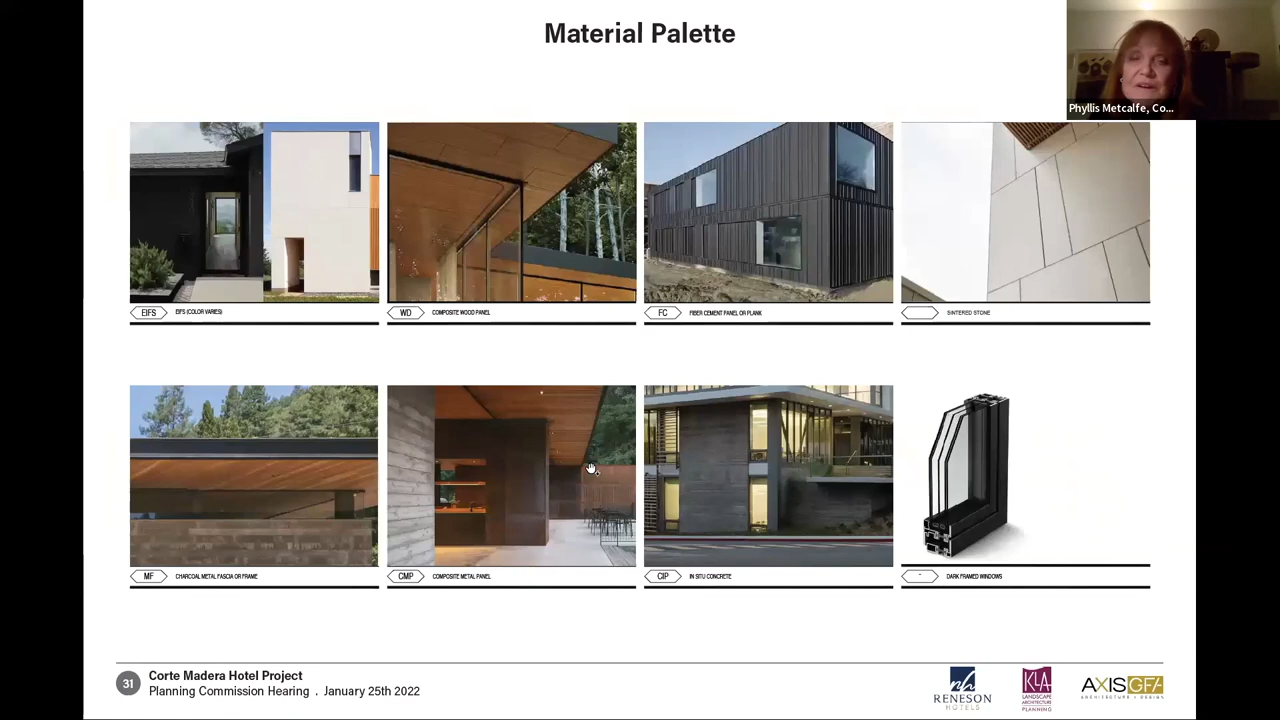 Material Palette
Phyllis Metcalfe, Co...
EIFS EIFS (COLOR VARIES)
WD COMPOSITE WOOD PANEL
FC FIBER CEMENT PANEL OR PLANK
SINTERED STONE
MF CHARCOAL METAL FASCIA OR FRAME
CMP COMPOSITE METAL PANEL
CIP IN SITU CONCRETE
- DARK FRAMED WINDOWS
31
Corte Madera Hotel Project
Planning Commission Hearing . January 25th 2022
rh
RENESON
HOTELS
KLA
LANDSCAPE
ARCHITECTURE
PLANNING
AXIS GFA
ARCHITECTURE + DESIGN